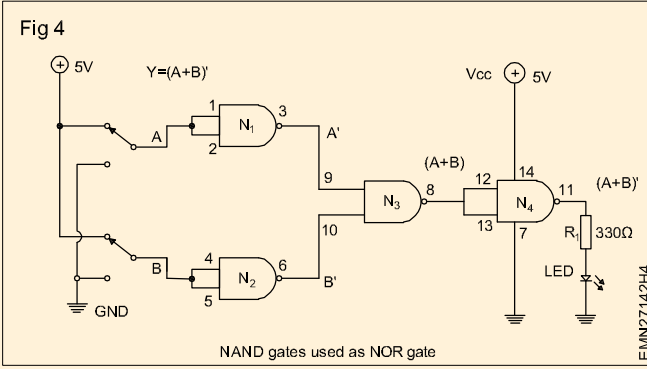 Fig 4
5V
Y=(A+B)'
Vcc
5V
A
1
2
N1
3
A'
9
10
N3
8
(A+B)
12
13
14
N4
7
11
(A+B)'
R1
330Ω
LED
B
4
5
N2
6
B'
GND
NAND gates used as NOR gate
EMN27142H4